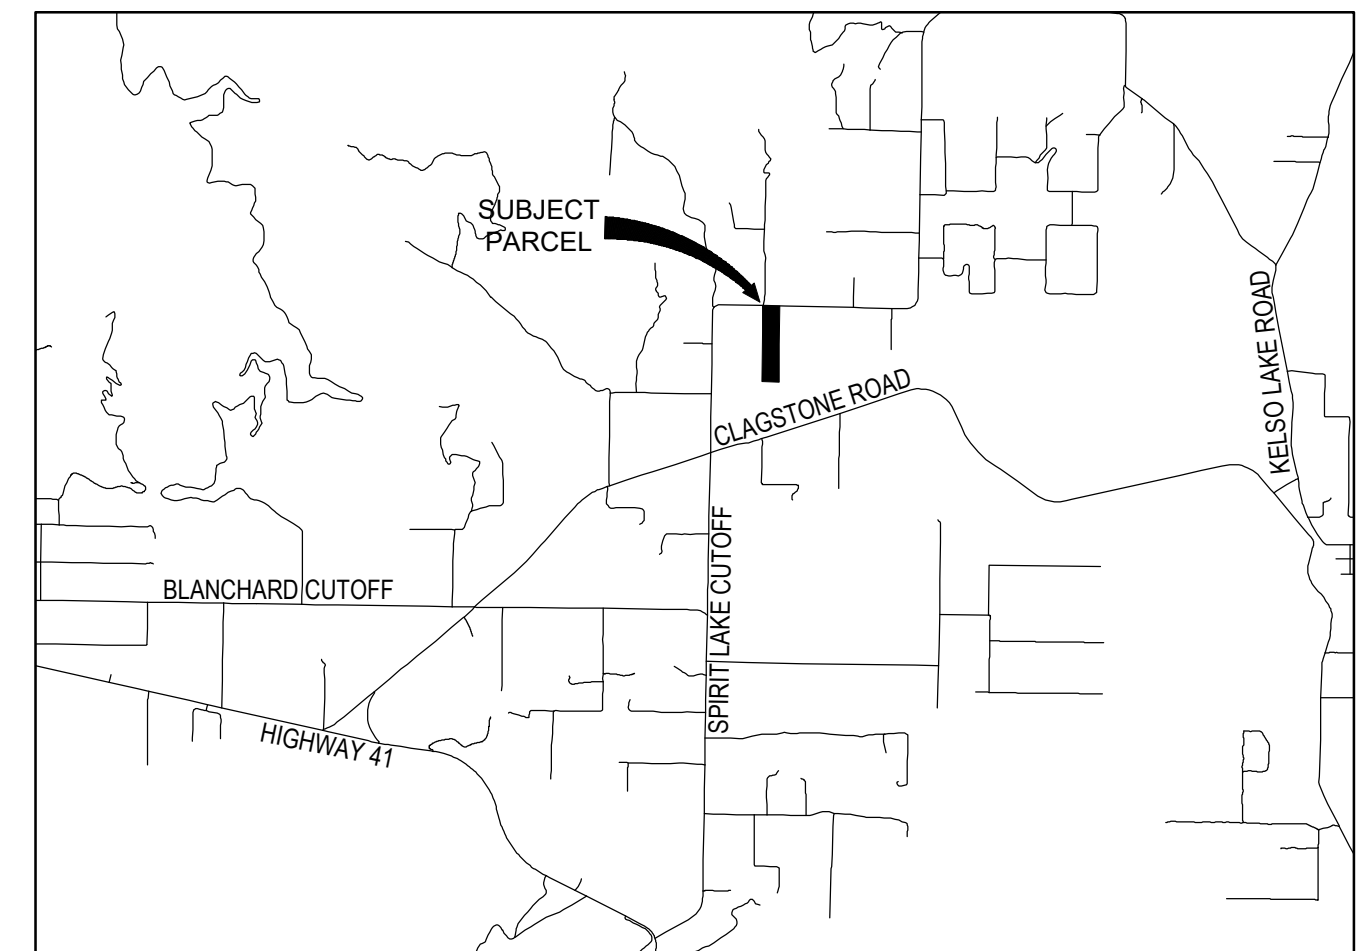 SUBJECT
PARCEL
KELSO LAKE ROAD
CLAGSTONE ROAD
SPIRIT LAKE CUTOFF
BLANCHARD CUTOFF
HIGHWAY 41